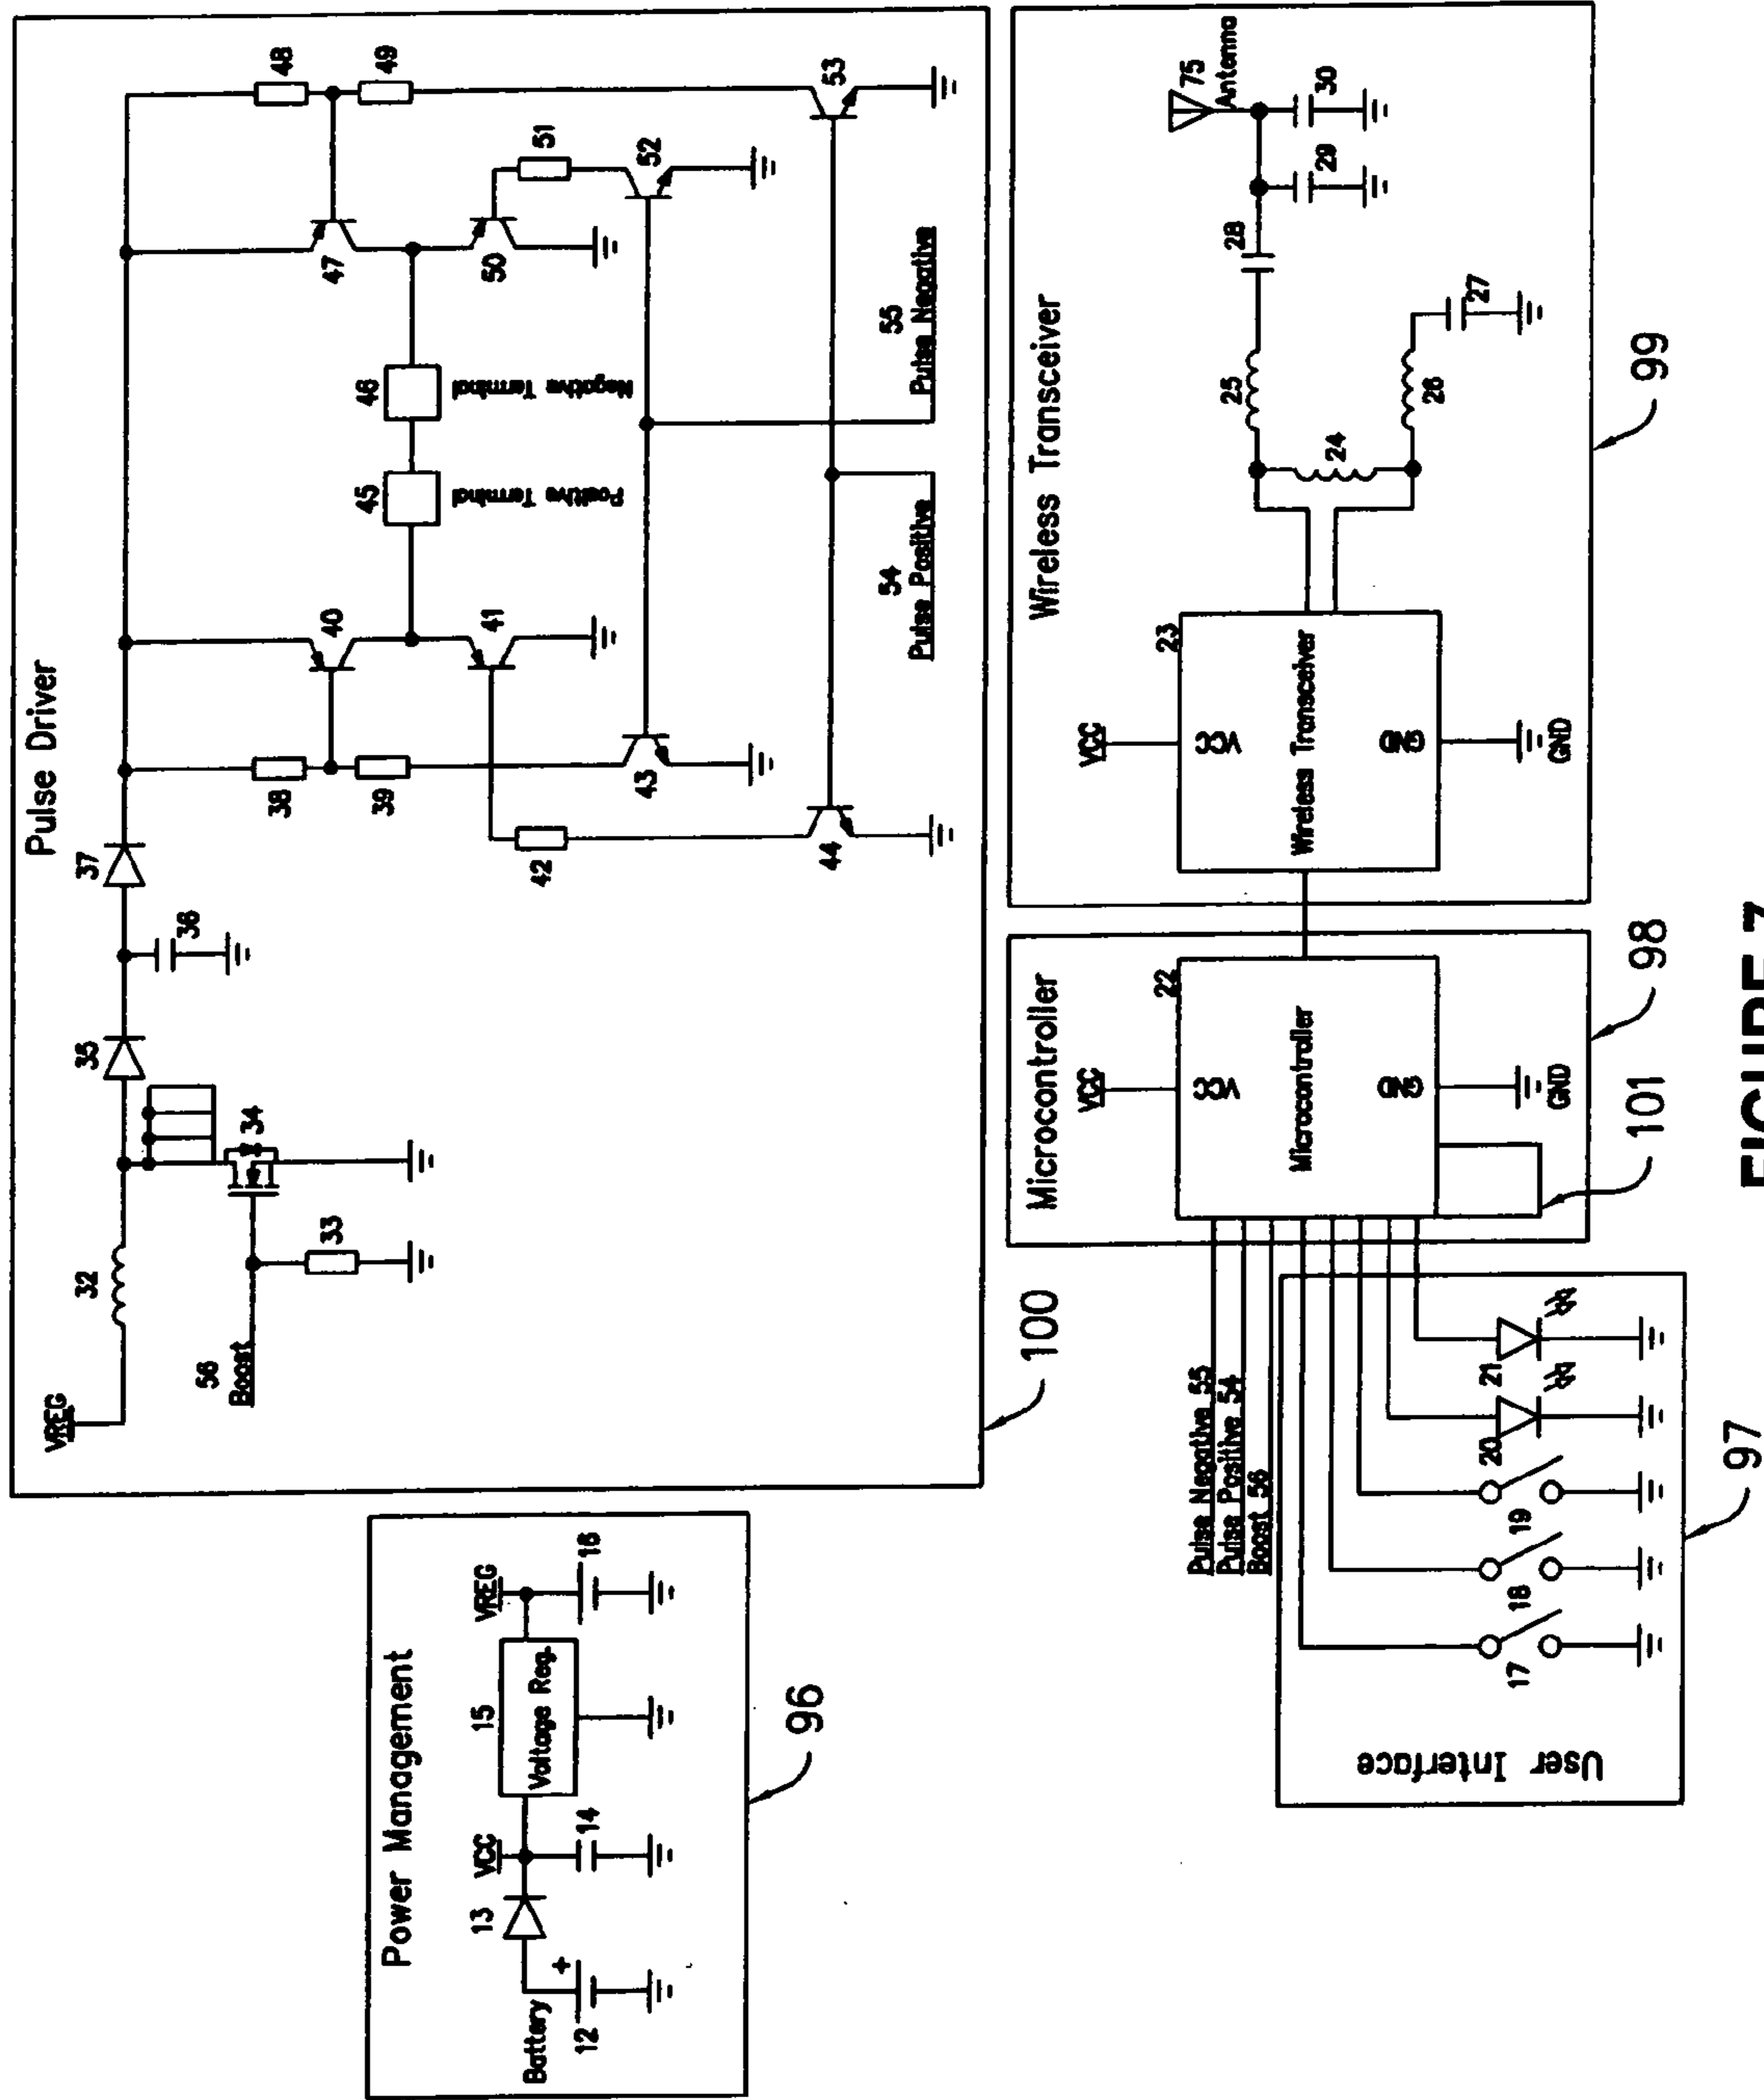 Power Management
Battery
12
+
13
VCC
14
15
Voltage Reg.
VREG
16
96
Pulse Driver
VREG
32
56
Boost
33
34
35
36
37
38
39
40
41
42
43
44
45
Positive Terminal
46
Negative Terminal
47
48
49
50
51
52
53
54
Pulse Positive
55
Pulse Negative
100
User Interface
17
18
19
20
21
97
Pulse Negative 55
Pulse Positive 54
Boost 56
Microcontroller
VCC
22
VCC
Microcontroller
GND
GND
101
98
Wireless Transceiver
VCC
23
VCC
Wireless Transceiver
GND
GND
24
25
26
27
28
29
30
75
Antenna
99
FIGURE 7